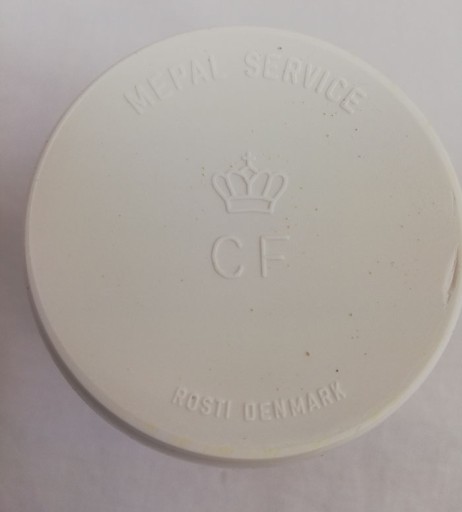 MEPAL SERVICE
CF
ROSTI DENMARK